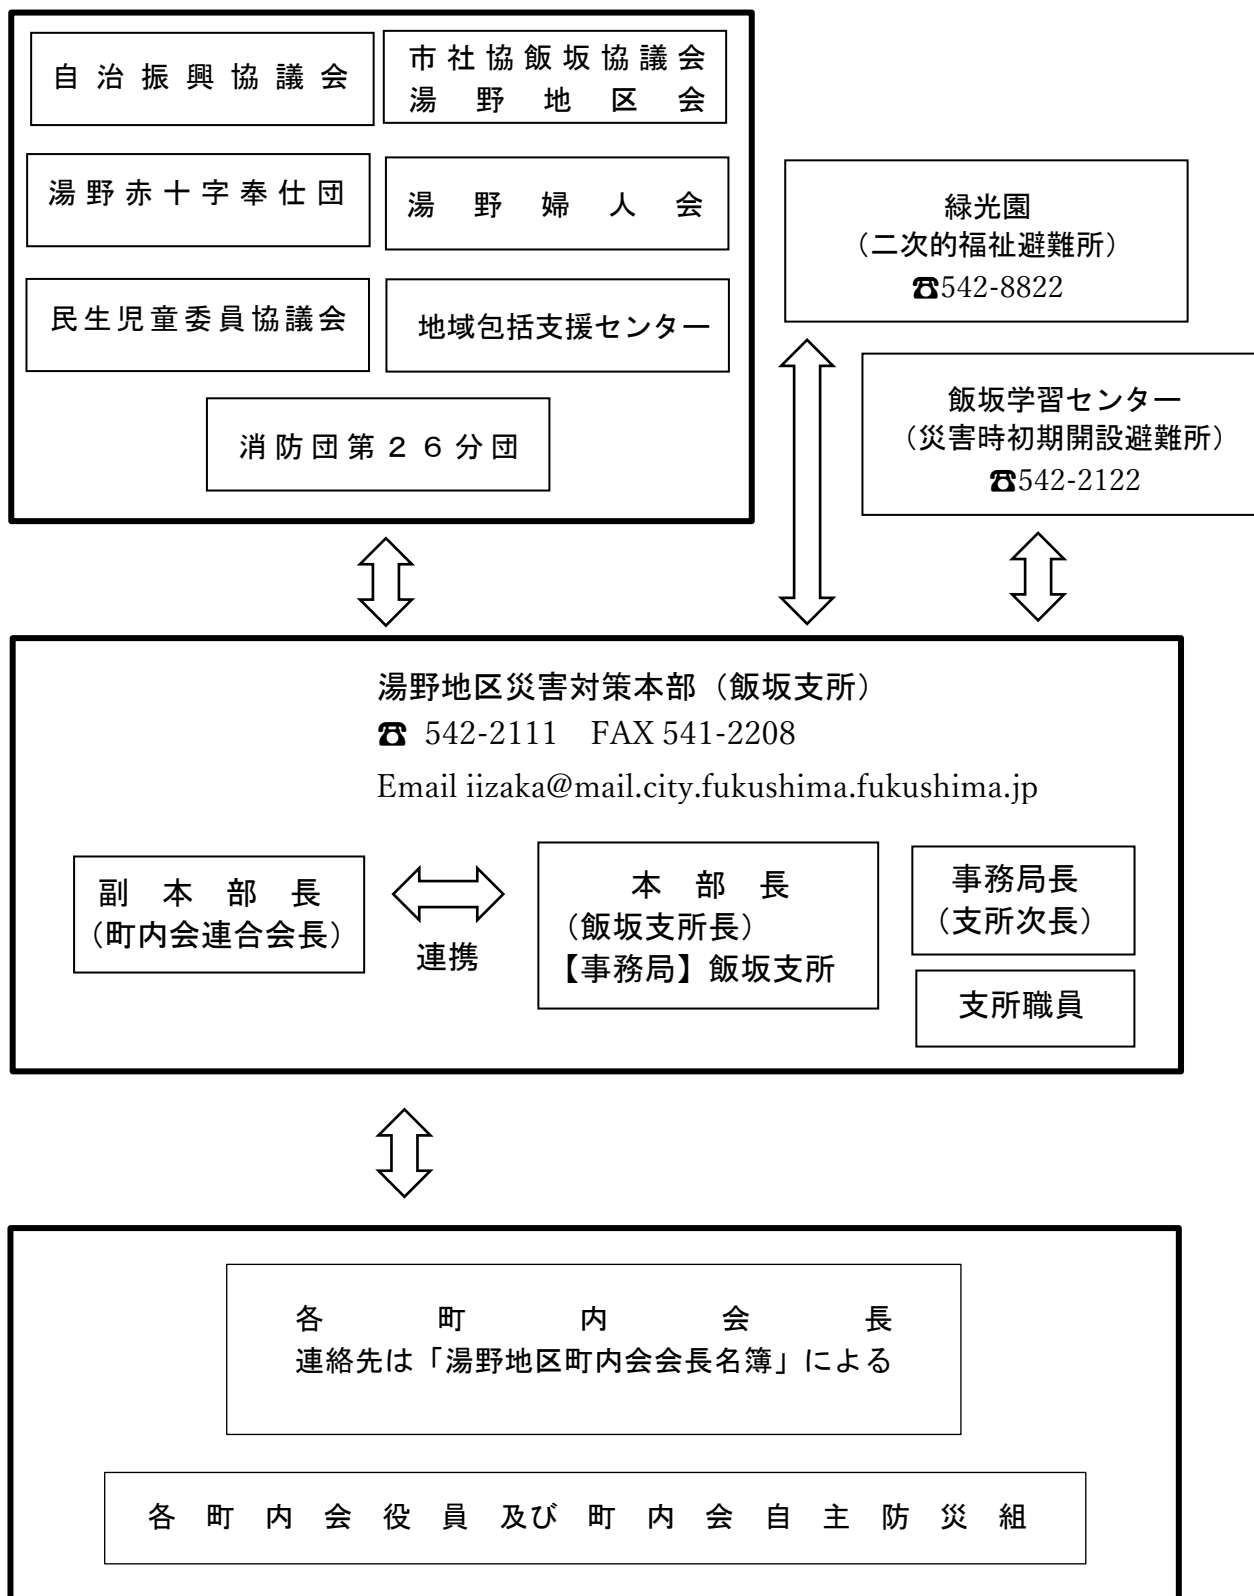 自治振興協議会
市社協飯坂協議会
湯野地区会
湯野赤十字奉仕団
湯野婦人会
民生児童委員協議会
地域包括支援センター
消防団第２６分団
緑光園
（二次的福祉避難所）
☎542-8822
飯坂学習センター
（災害時初期開設避難所）
☎542-2122
湯野地区災害対策本部（飯坂支所）
☎ 542-2111　FAX 541-2208
Email iizaka@mail.city.fukushima.fukushima.jp
副本部長
（町内会連合会長）
連携
本部長
（飯坂支所長）
【事務局】飯坂支所
事務局長
（支所次長）
支所職員
各町内会長
連絡先は「湯野地区町内会会長名簿」による
各町内会役員及び町内会自主防災組